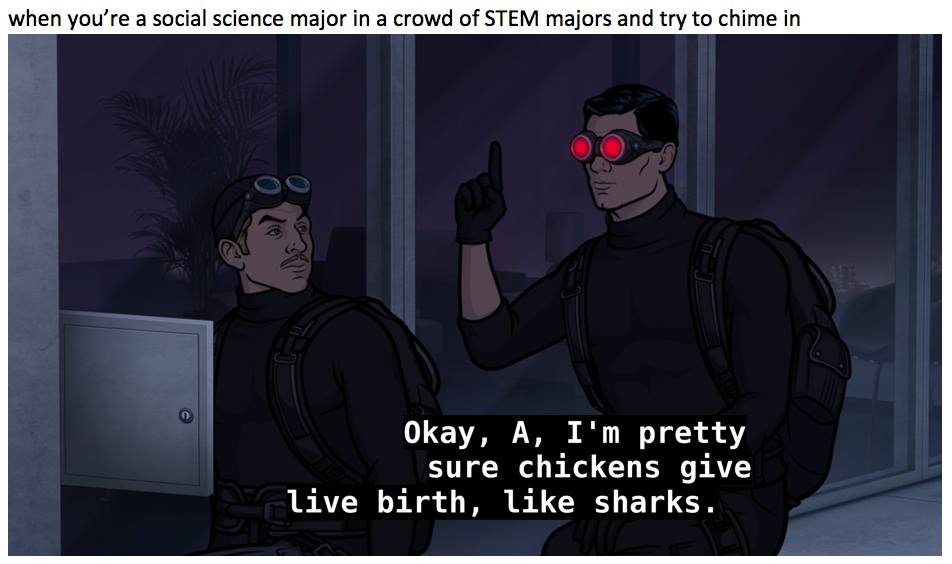 when you’re a social science major in a crowd of STEM majors and try to chime in
Okay, A, I'm pretty
sure chickens give
live birth, like sharks.